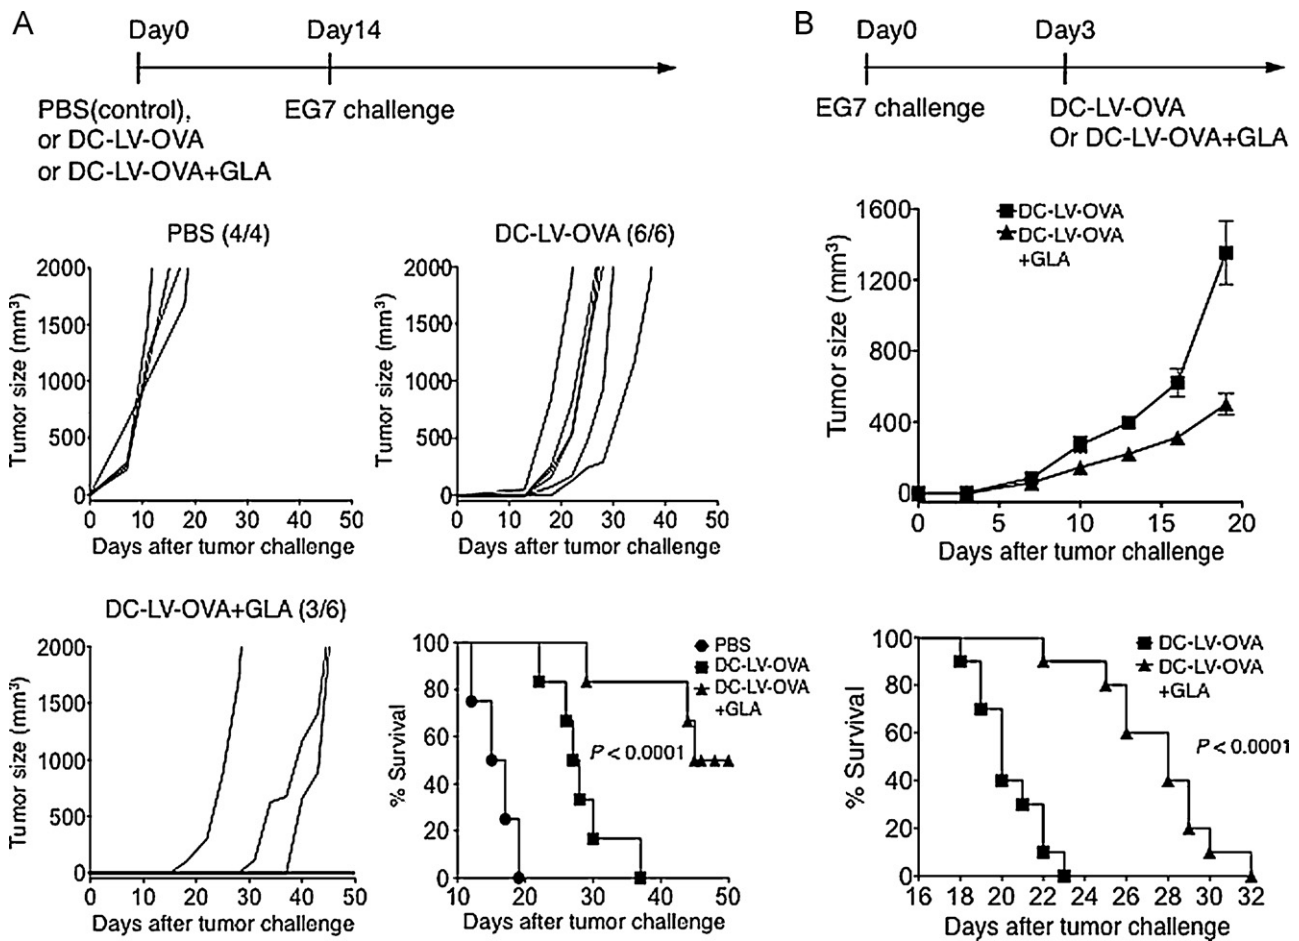 A
Day0 Day14
PBS(control),
or DC-LV-OVA
or DC-LV-OVA+GLA
EG7 challenge
PBS (4/4)
Tumor size (mm³)
2000
1500
1000
500
0
0 10 20 30 40 50
Days after tumor challenge
DC-LV-OVA (6/6)
Tumor size (mm³)
2000
1500
1000
500
0
0 10 20 30 40 50
Days after tumor challenge
DC-LV-OVA+GLA (3/6)
Tumor size (mm³)
2000
1500
1000
500
0
0 10 20 30 40 50
Days after tumor challenge
% Survival
100
80
60
40
20
0
10 20 30 40 50
Days after tumor challenge
PBS
DC-LV-OVA
DC-LV-OVA
+GLA
P < 0.0001
B
Day0 Day3
EG7 challenge
DC-LV-OVA
Or DC-LV-OVA+GLA
Tumor size (mm³)
1600
1200
800
400
0
0 5 10 15 20
Days after tumor challenge
DC-LV-OVA
DC-LV-OVA
+GLA
% Survival
100
80
60
40
20
0
16 18 20 22 24 26 28 30 32
Days after tumor challenge
DC-LV-OVA
DC-LV-OVA
+GLA
P < 0.0001